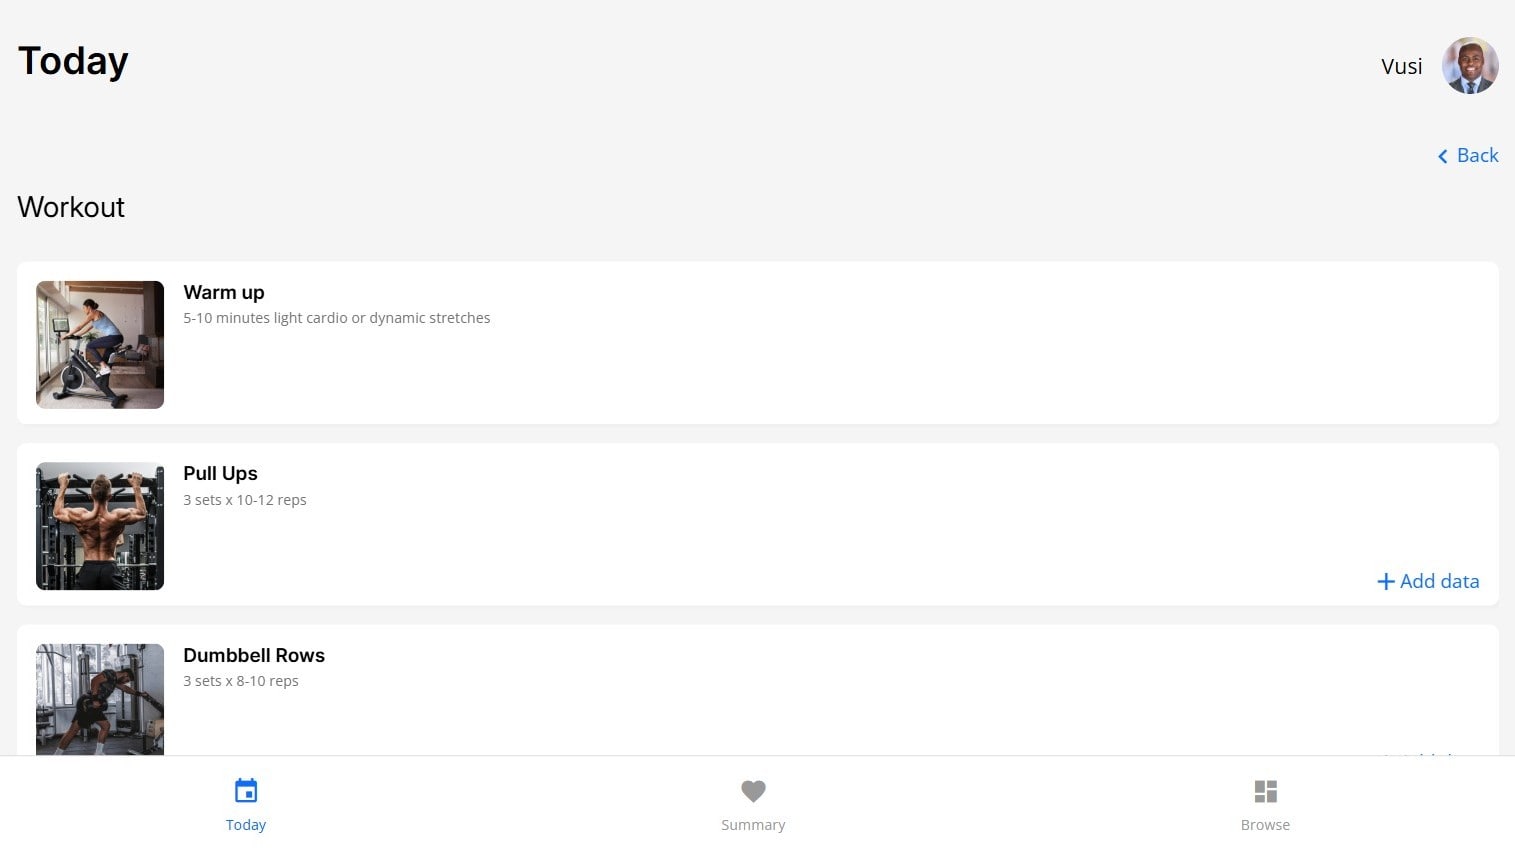 Today
Vusi
Back
Workout
Warm up
5-10 minutes light cardio or dynamic stretches
Pull Ups
3 sets x 10-12 reps
Add data
Dumbbell Rows
3 sets x 8-10 reps
Today
Summary
Browse